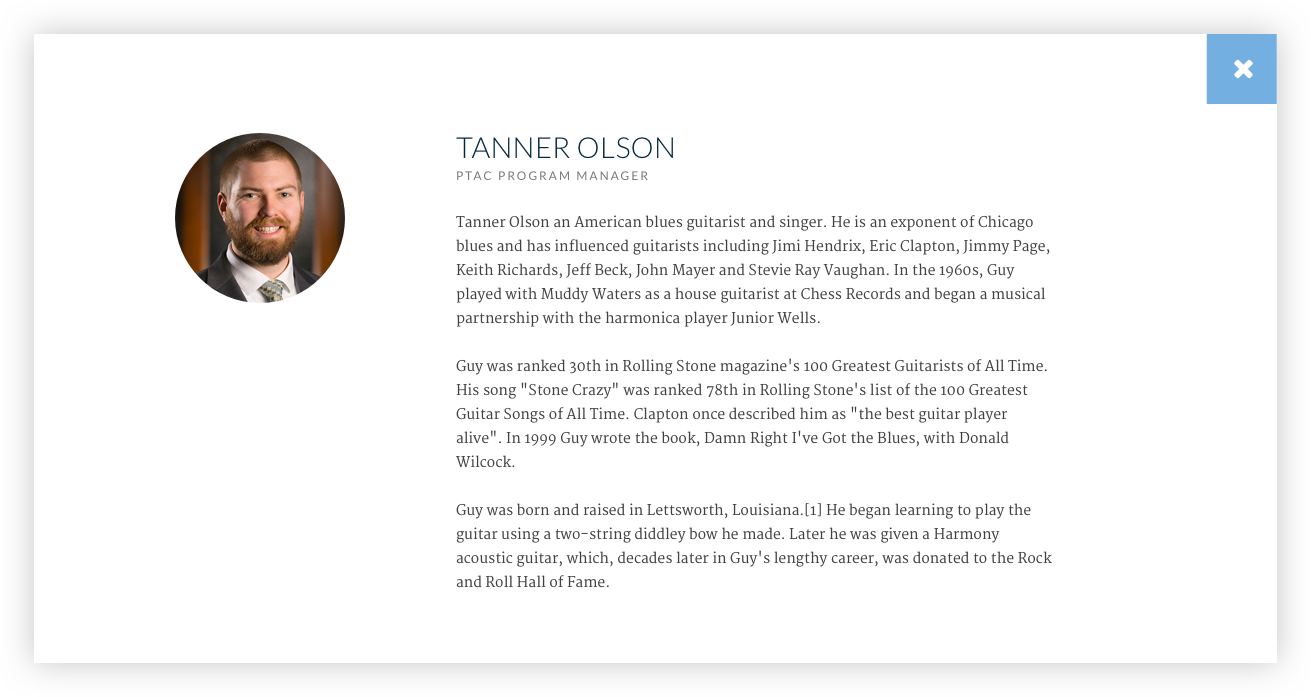 TANNER OLSON
PTAC PROGRAM MANAGER
Tanner Olson an American blues guitarist and singer. He is an exponent of Chicago
blues and has influenced guitarists including Jimi Hendrix, Eric Clapton, Jimmy Page,
Keith Richards, Jeff Beck, John Mayer and Stevie Ray Vaughan. In the 1960s, Guy
played with Muddy Waters as a house guitarist at Chess Records and began a musical
partnership with the harmonica player Junior Wells.
Guy was ranked 30th in Rolling Stone magazine's 100 Greatest Guitarists of All Time.
His song "Stone Crazy" was ranked 78th in Rolling Stone's list of the 100 Greatest
Guitar Songs of All Time. Clapton once described him as "the best guitar player
alive". In 1999 Guy wrote the book, Damn Right I've Got the Blues, with Donald
Wilcock.
Guy was born and raised in Lettsworth, Louisiana.[1] He began learning to play the
guitar using a two-string diddley bow he made. Later he was given a Harmony
acoustic guitar, which, decades later in Guy's lengthy career, was donated to the Rock
and Roll Hall of Fame.